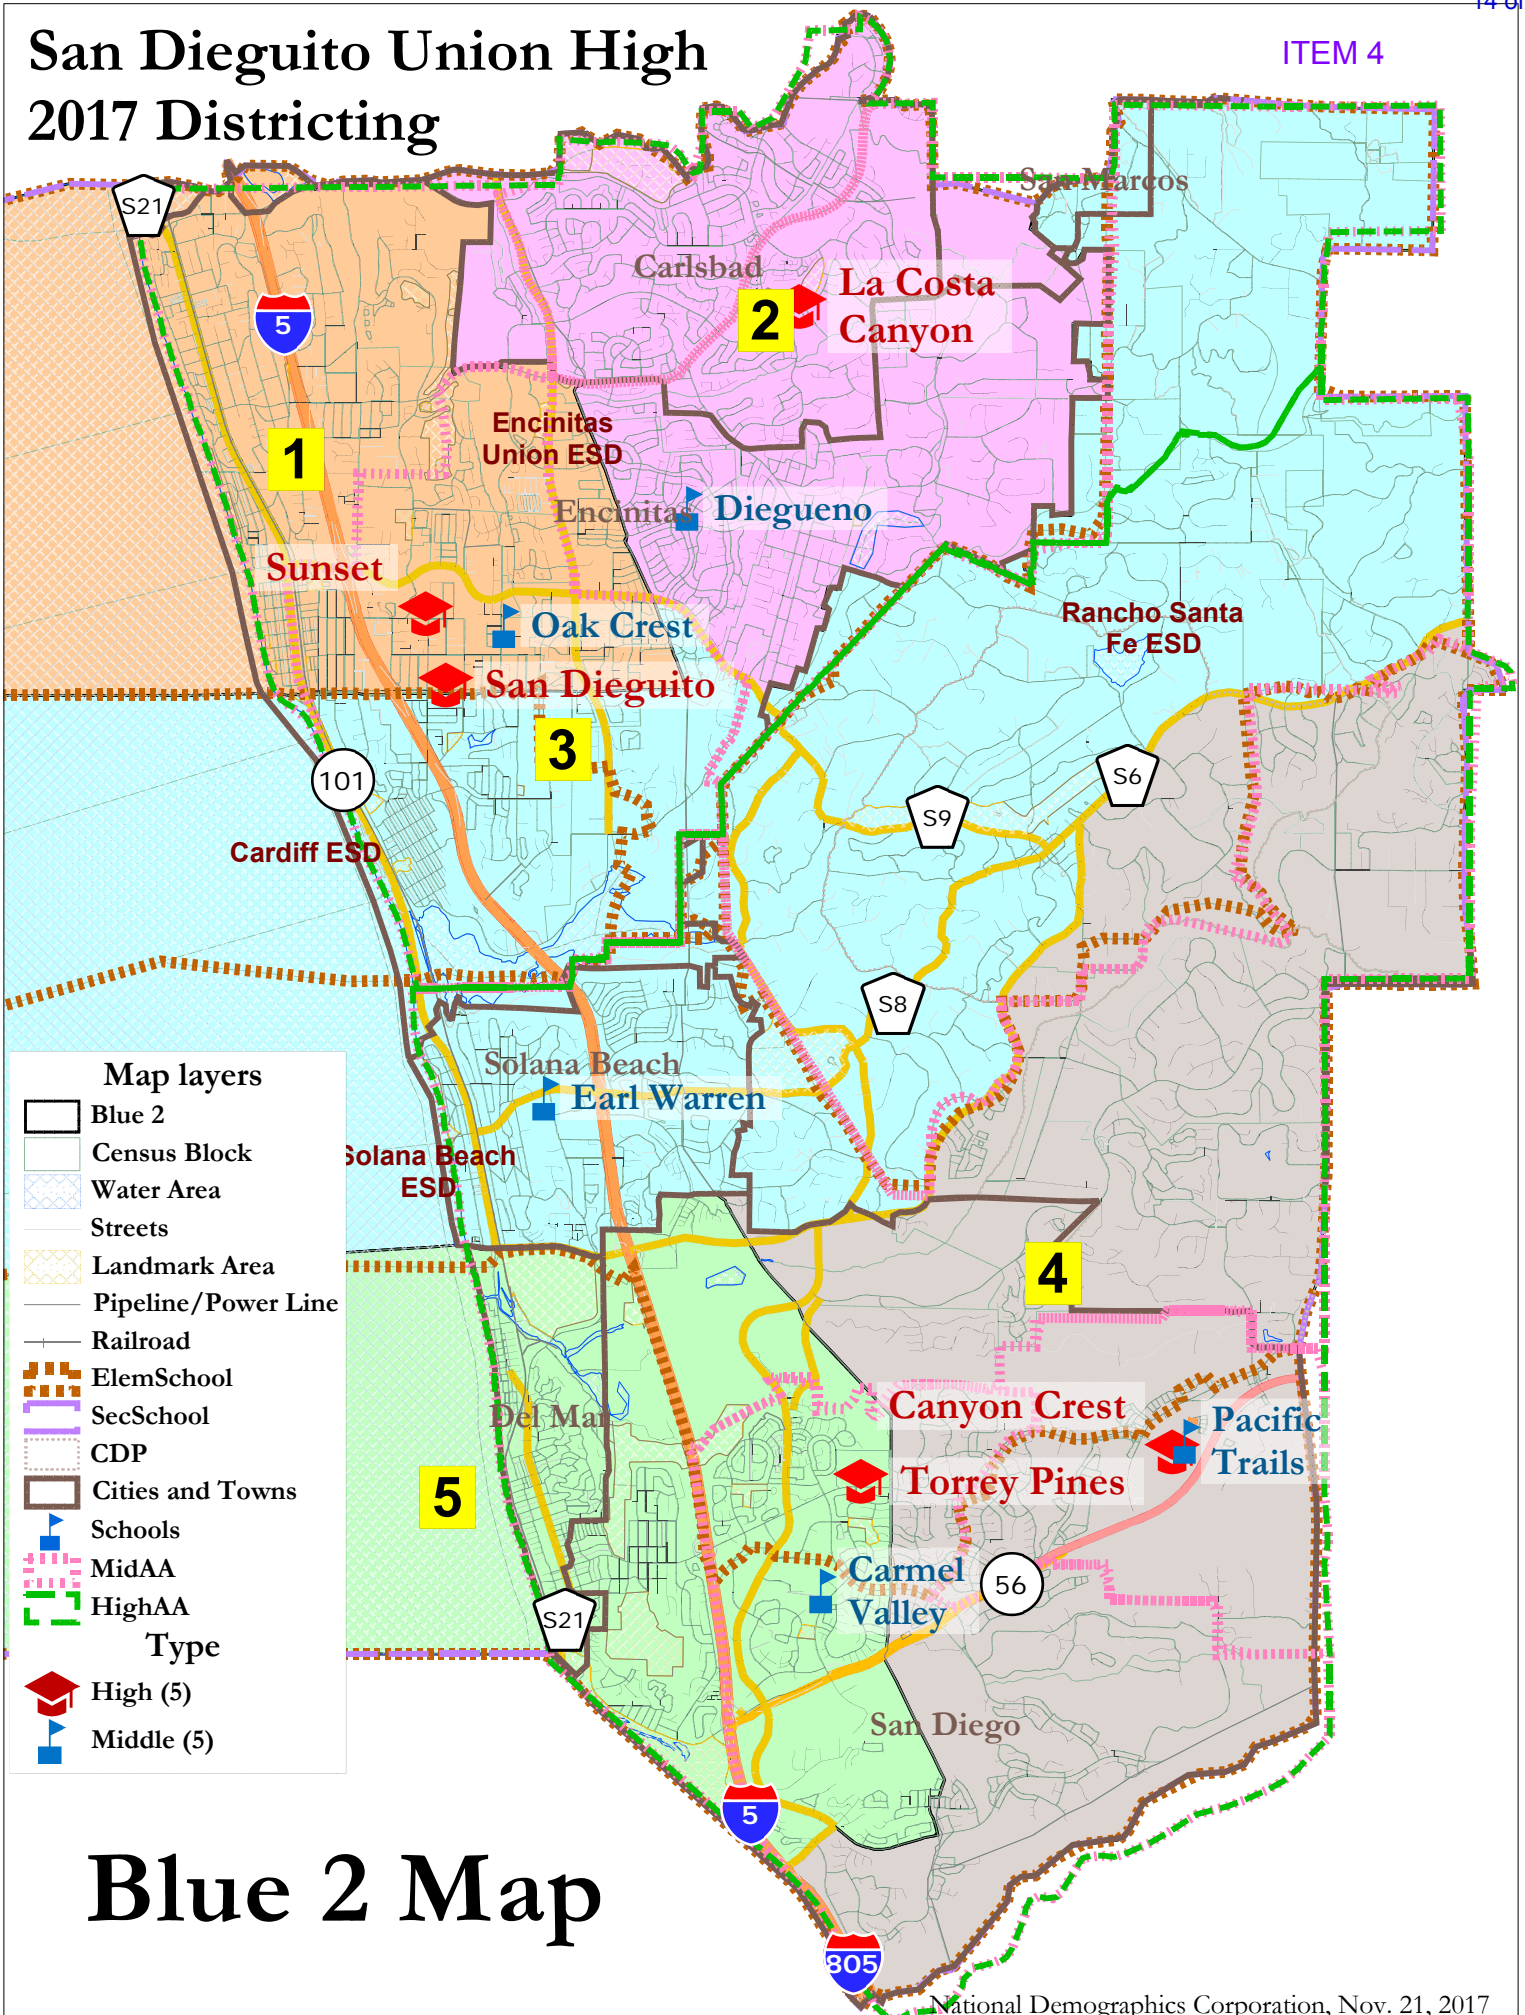 14 of
ITEM 4
San Dieguito Union High
2017 Districting
S21
San Marcos
Carlsbad
La Costa
Canyon
2
5
1
Encinitas
Union ESD
Encinitas
Diegueno
Sunset
Oak Crest
Rancho Santa
Fe ESD
San Dieguito
3
101
S6
S9
Cardiff ESD
S8
Solana Beach
Earl Warren
Solana Beach
ESD
4
Map layers
Blue 2
Census Block
Water Area
Streets
Landmark Area
Pipeline/Power Line
Railroad
ElemSchool
SecSchool
CDP
Cities and Towns
Schools
MidAA
HighAA
Type
High (5)
Middle (5)
Del Mar
Canyon Crest
Pacific
Trails
5
Torrey Pines
Carmel
Valley
56
S21
San Diego
5
Blue 2 Map
805
National Demographics Corporation, Nov. 21, 2017